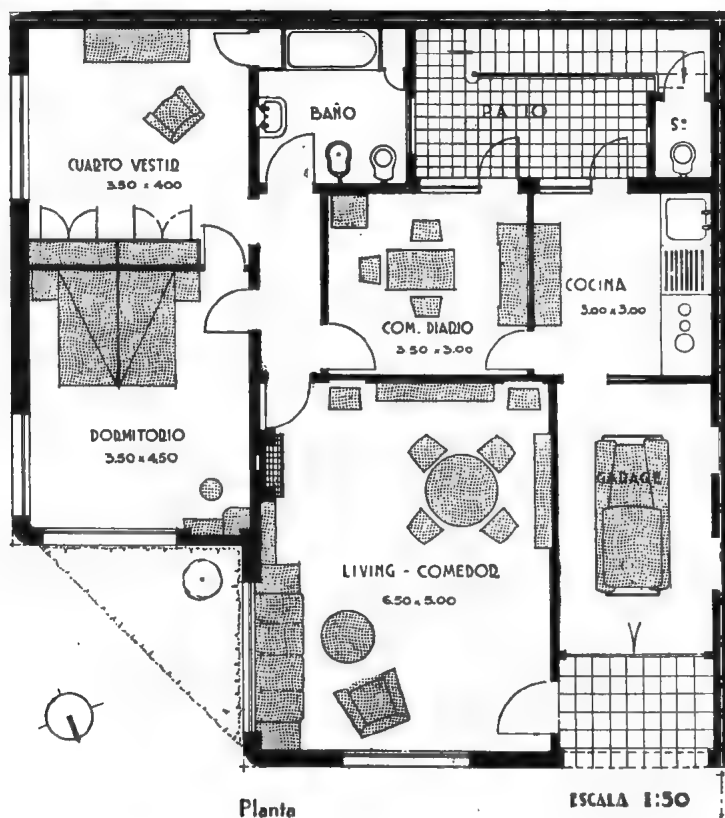 BAÑO
PATIO
Sº
CUARTO VESTIR
3.50 x 4.00
COM. DIARIO
3.50 x 3.00
COCINA
3.00 x 3.00
DORMITORIO
3.50 x 4.50
GARAGE
LIVING - COMEDOR
6.50 x 5.00
Planta
ESCALA 1:50